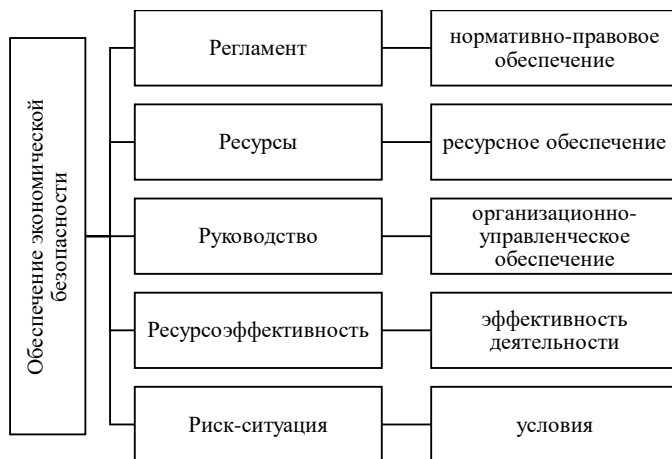 Обеспечение экономической
безопасности
Регламент
нормативно-правовое
обеспечение
Ресурсы
ресурсное обеспечение
Руководство
организационно-
управленческое
обеспечение
Ресурсоэффективность
эффективность
деятельности
Риск-ситуация
условия